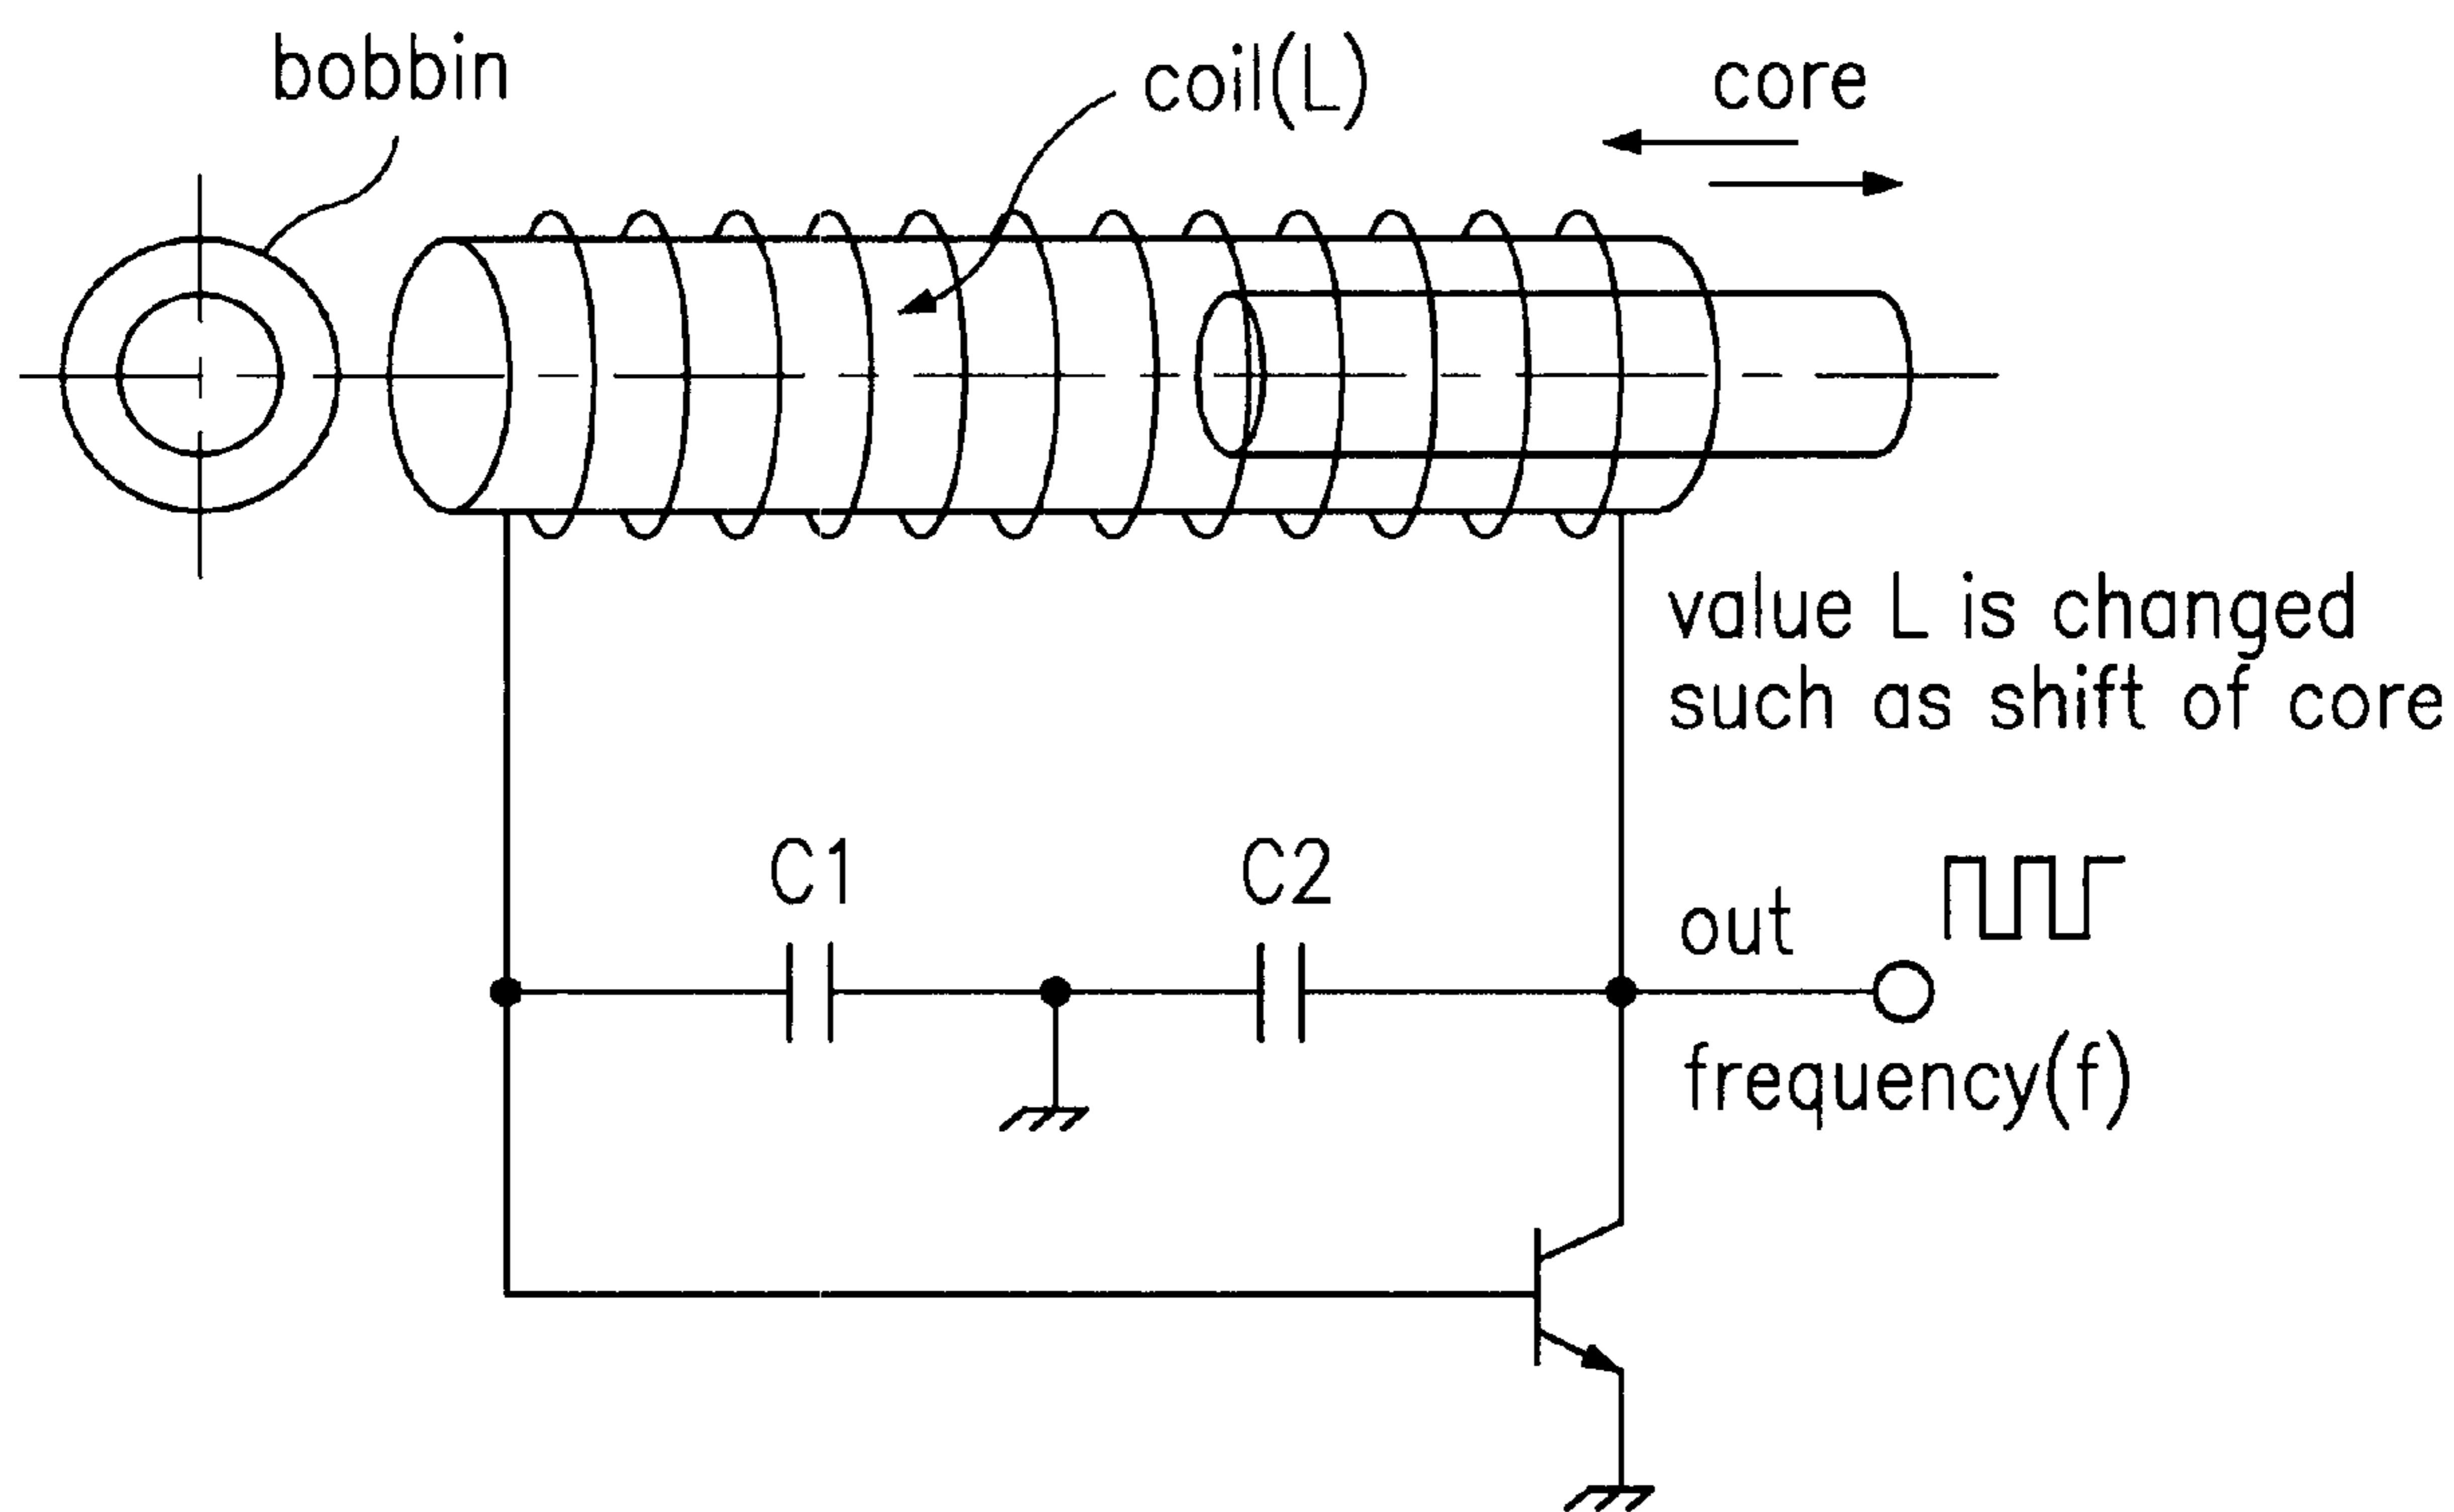 bobbin
coil(L)
core
value L is changed
such as shift of core
C1
C2
out
frequency(f)